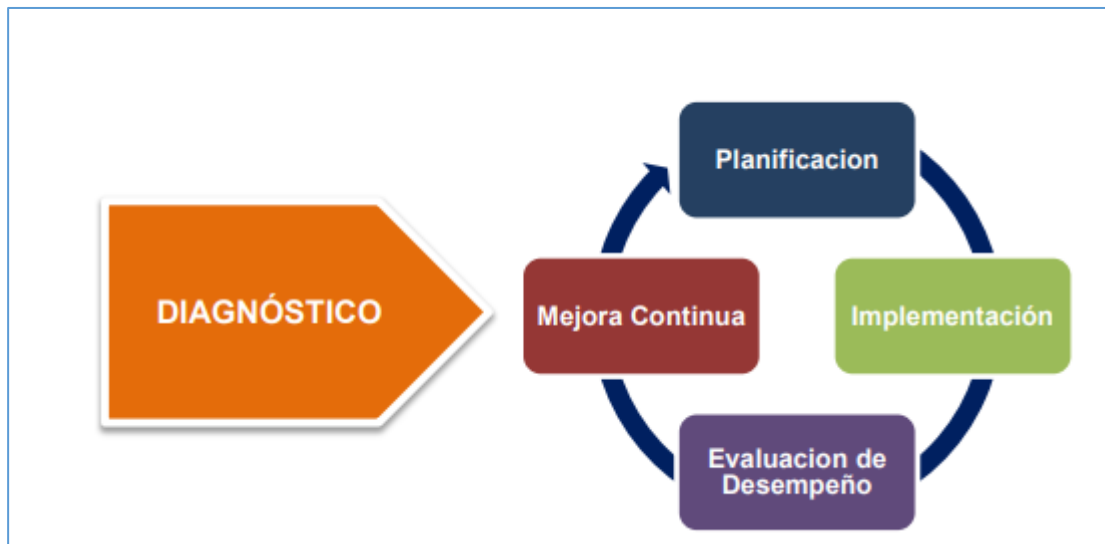 DIAGNÓSTICO
Planificacion
Implementación
Evaluacion de
Desempeño
Mejora Continua